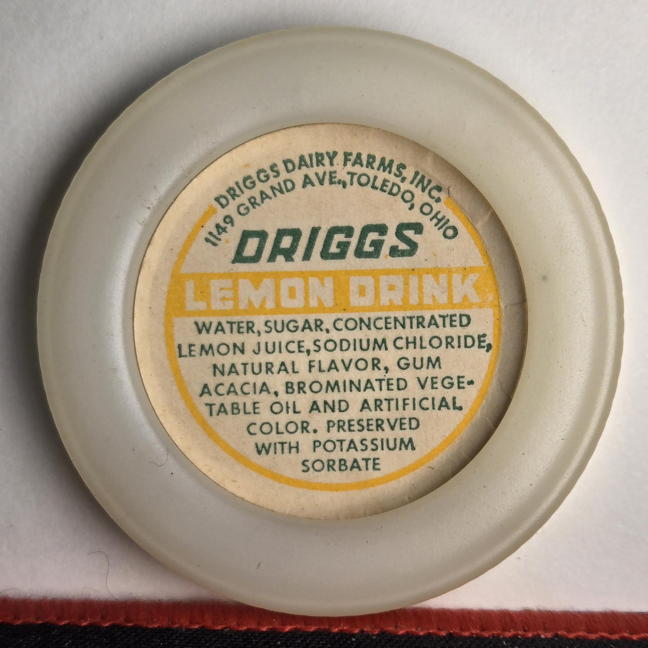 DRIGGS DAIRY FARMS, INC.
1149 GRAND AVE., TOLEDO, OHIO
DRIGGS
LEMON DRINK
WATER, SUGAR, CONCENTRATED
LEMON JUICE, SODIUM CHLORIDE,
NATURAL FLAVOR, GUM
ACACIA, BROMINATED VEGE-
TABLE OIL AND ARTIFICIAL
COLOR. PRESERVED
WITH POTASSIUM
SORBATE